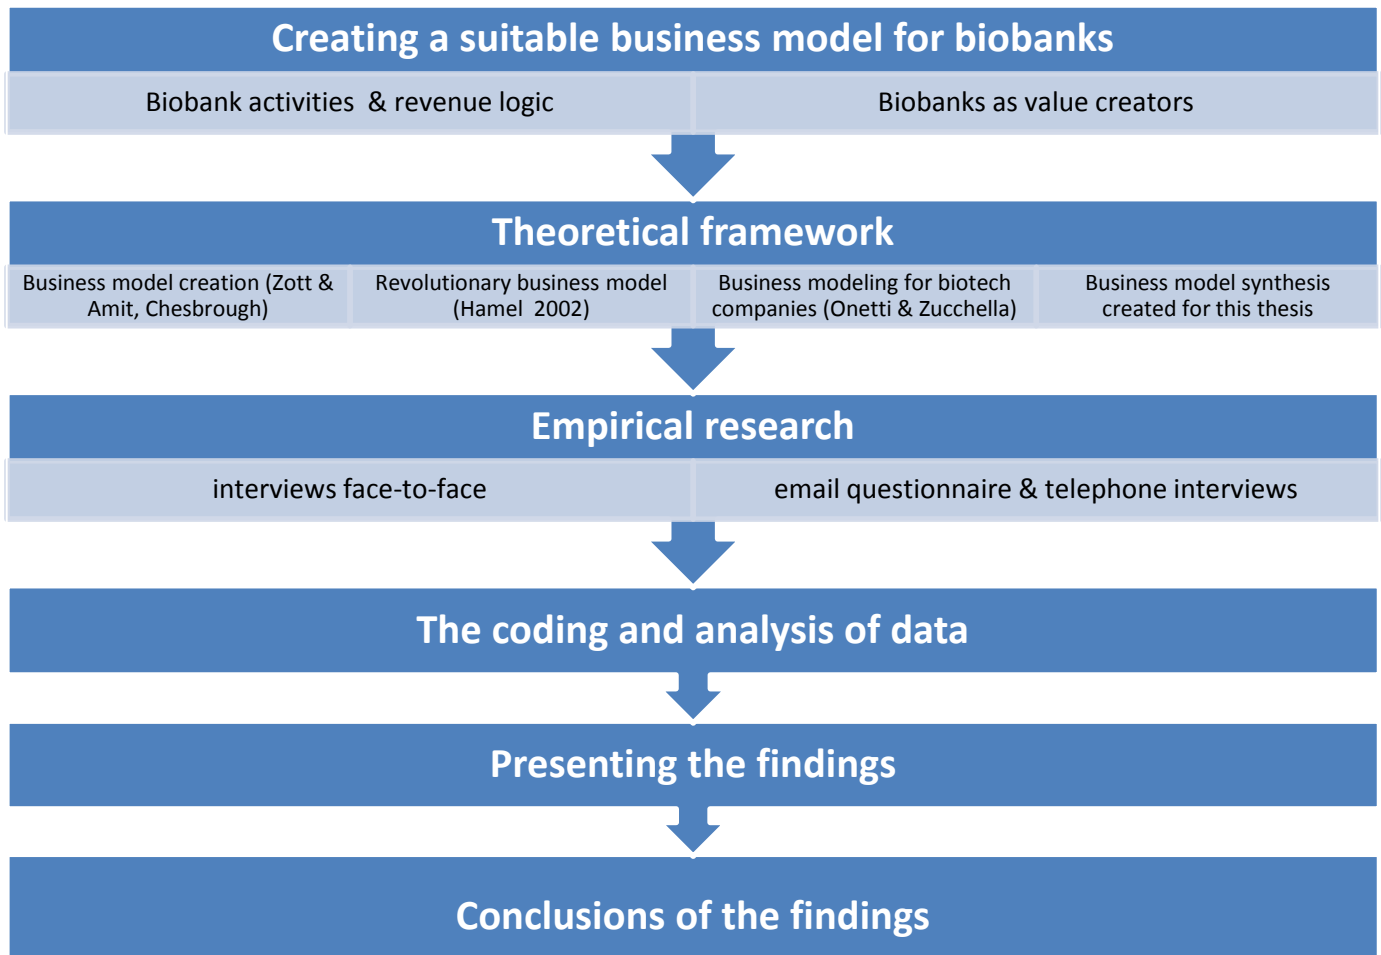 Creating a suitable business model for biobanks
Biobank activities & revenue logic
Biobanks as value creators
Theoretical framework
Business model creation (Zott &
Amit, Chesbrough)
Revolutionary business model
(Hamel 2002)
Business modeling for biotech
companies (Onetti & Zucchella)
Business model synthesis
created for this thesis
Empirical research
interviews face-to-face
email questionnaire & telephone interviews
The coding and analysis of data
Presenting the findings
Conclusions of the findings